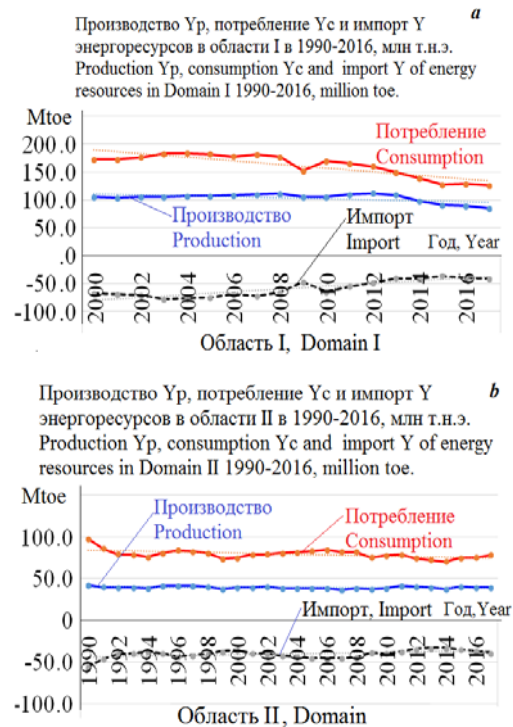 a
Производство Yp, потребление Yc и импорт Y
энергоресурсов в области I в 1990-2016, млн т.н.э.
Production Yp, consumption Yc and import Y of energy
resources in Domain I 1990-2016, million toe.
Mtoe
200.0
150.0
100.0
50.0
.0
-50.0
-100.0
Потребление
Consumption
Производство
Production
Импорт
Import
Год, Year
2000
2002
2004
2006
2008
2010
2012
2014
2016
Область I, Domain I
b
Производство Yp, потребление Yc и импорт Y
энергоресурсов в области II в 1990-2016, млн т.н.э.
Production Yp, consumption Yc and import Y of energy
resources in Domain II 1990-2016, million toe.
Mtoe
100.0
50.0
0
-50.0
-100.0
Производство
Production
Потребление
Consumption
Импорт, Import
Год, Year
1990
1992
1994
1996
1998
2000
2002
2004
2006
2008
2010
2012
2014
2016
Область II, Domain